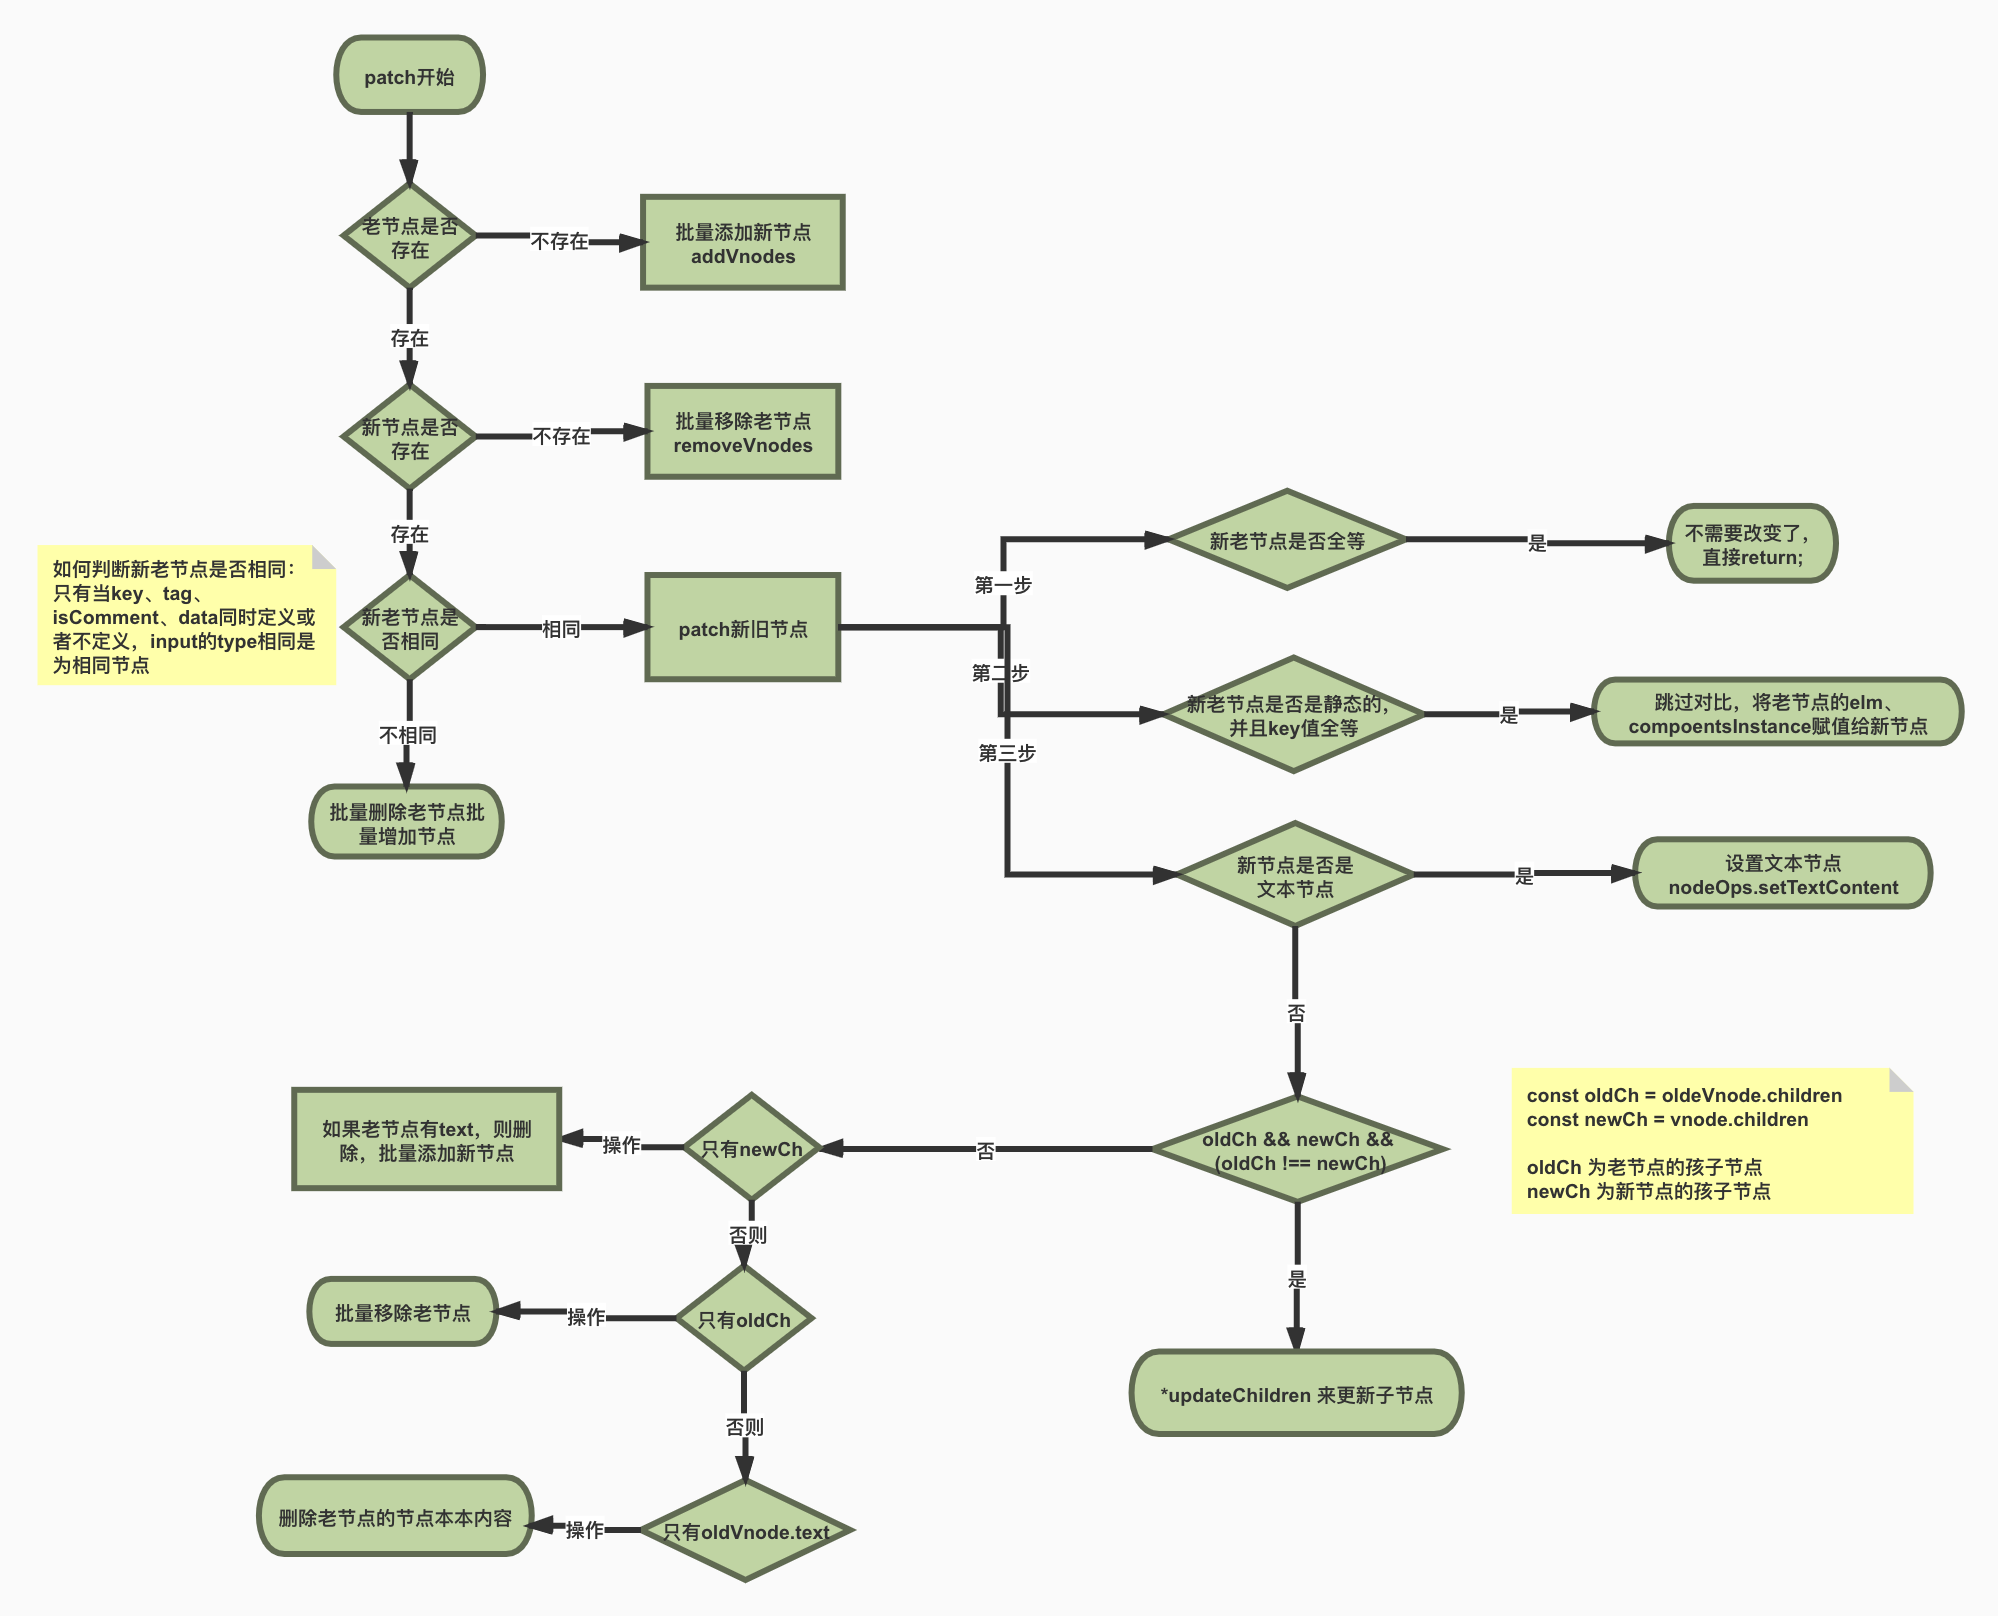 patch开始
老节点是否
存在
不存在
批量添加新节点
addVnodes
存在
新节点是否
存在
不存在
批量移除老节点
removeVnodes
存在
如何判断新老节点是否相同：
只有当key、tag、
isComment、data同时定义或
者不定义，input的type相同是
为相同节点
新老节点是
否相同
相同
patch新旧节点
不相同
批量删除老节点批
量增加节点
第一步
新老节点是否全等
是
不需要改变了，
直接return;
第二步
新老节点是否是静态的，
并且key值全等
是
跳过对比，将老节点的elm、
compoentsInstance赋值给新节点
第三步
新节点是否是
文本节点
是
设置文本节点
nodeOps.setTextContent
否
const oldCh = oldeVnode.children
const newCh = vnode.children
oldCh 为老节点的孩子节点
newCh 为新节点的孩子节点
oldCh && newCh &&
(oldCh !== newCh)
否
只有newCh
操作
如果老节点有text，则删
除，批量添加新节点
是
*updateChildren 来更新子节点
否则
只有oldCh
操作
批量移除老节点
否则
只有oldVnode.text
操作
删除老节点的节点本本内容